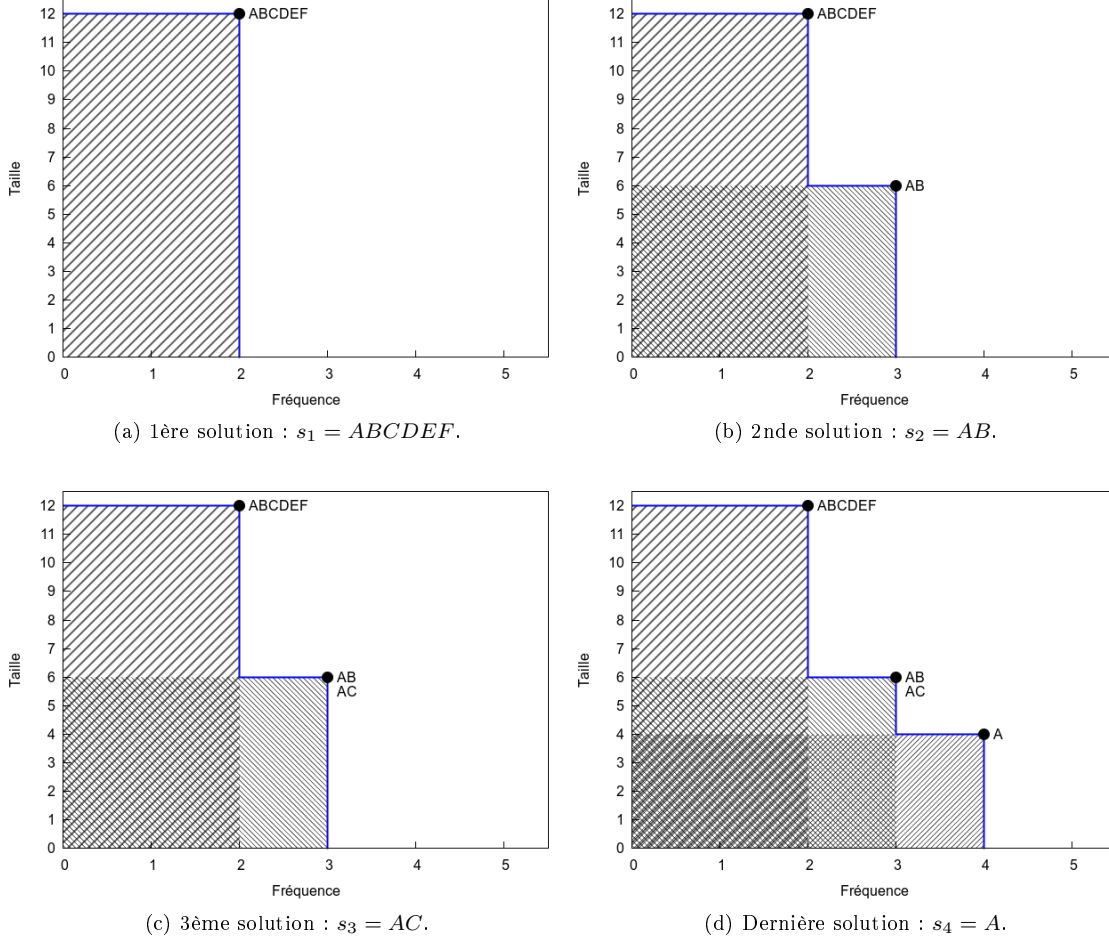 12
ABCDEF
11
10
9
8
7
6
5
4
3
2
1
0
Taille
0 1 2 3 4 5
Fréquence
(a) 1ère solution : s1 = ABCDEF.
12
ABCDEF
11
10
9
8
7
6
AB
5
4
3
2
1
0
Taille
0 1 2 3 4 5
Fréquence
(b) 2nde solution : s2 = AB.
12
ABCDEF
11
10
9
8
7
6
AB
AC
5
4
3
2
1
0
Taille
0 1 2 3 4 5
Fréquence
(c) 3ème solution : s3 = AC.
12
ABCDEF
11
10
9
8
7
6
AB
AC
5
4
A
3
2
1
0
Taille
0 1 2 3 4 5
Fréquence
(d) Dernière solution : s4 = A.